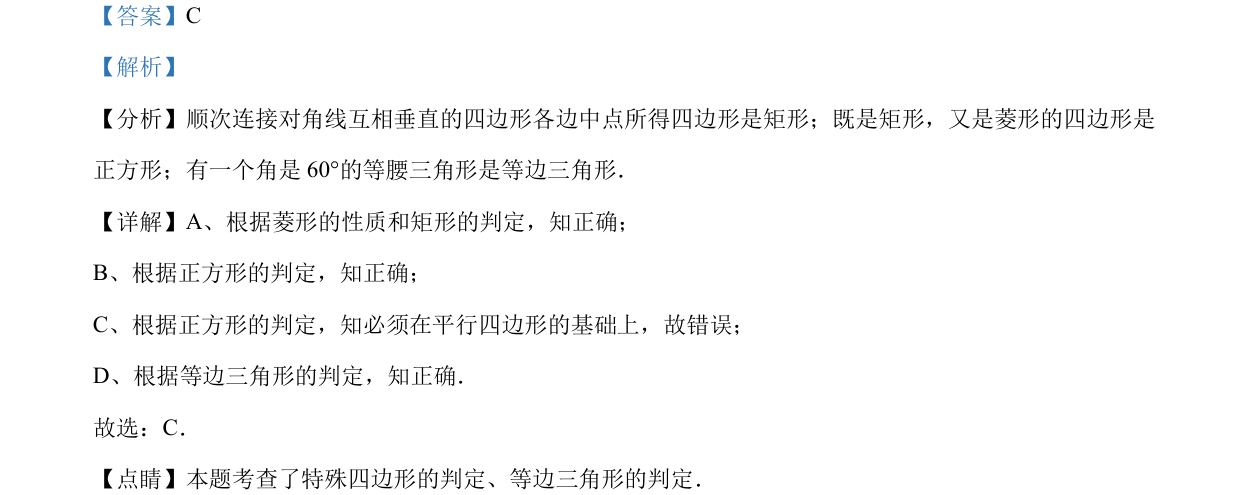 【答案】C
【解析】
【分析】顺次连接对角线互相垂直的四边形各边中点所得四边形是矩形；既是矩形，又是菱形的四边形是
正方形；有一个角是 60°的等腰三角形是等边三角形．
【详解】A、根据菱形的性质和矩形的判定，知正确；
B、根据正方形的判定，知正确；
C、根据正方形的判定，知必须在平行四边形的基础上，故错误；
D、根据等边三角形的判定，知正确．
故选：C．
【点睛】本题考查了特殊四边形的判定、等边三角形的判定．